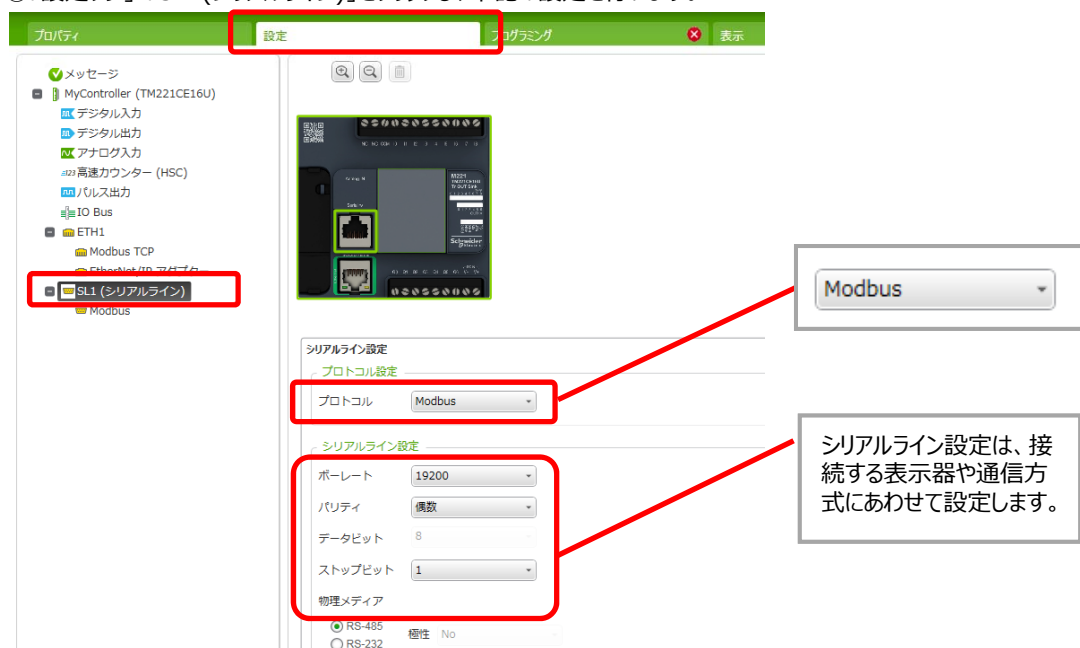 プロパティ
設定
プログラミング
表示
メッセージ
MyController (TM221CE16U)
デジタル入力
デジタル出力
アナログ入力
高速カウンター (HSC)
パルス出力
IO Bus
ETH1
Modbus TCP
EtherNet/IP アダプター
SL1 (シリアルライン)
Modbus
M221
Schneider
シリアルライン設定
プロトコル設定
プロトコル Modbus
シリアルライン設定
ボーレート 19200
パリティ 偶数
データビット 8
ストップビット 1
物理メディア
RS-485
RS-232
極性 No
Modbus
シリアルライン設定は、接
続する表示器や通信方
式にあわせて設定します。